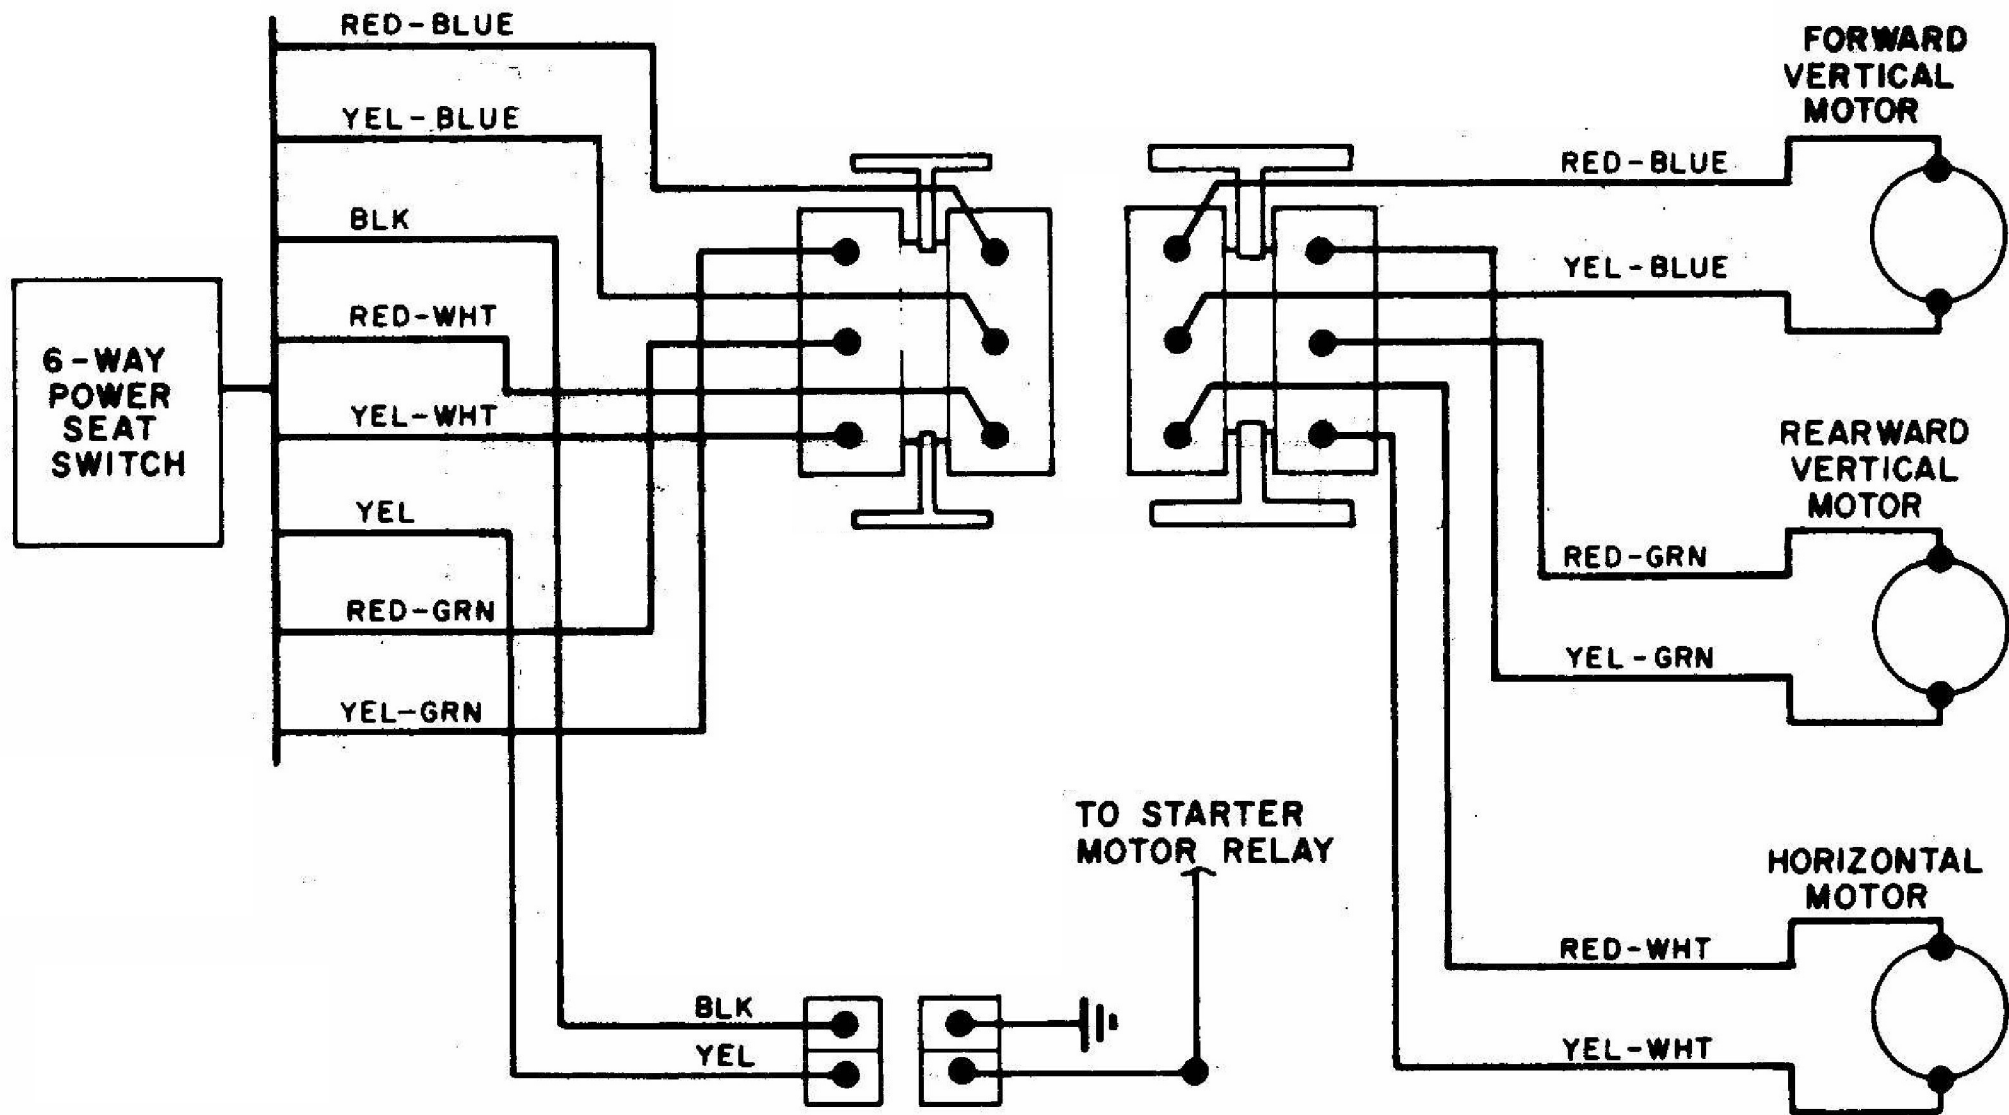 RED-BLUE
YEL-BLUE
BLK
RED-WHT
YEL-WHT
YEL
RED-GRN
YEL-GRN
6-WAY
POWER
SEAT
SWITCH
FORWARD
VERTICAL
MOTOR
RED-BLUE
YEL-BLUE
REARWARD
VERTICAL
MOTOR
RED-GRN
YEL-GRN
TO STARTER
MOTOR RELAY
HORIZONTAL
MOTOR
RED-WHT
YEL-WHT
BLK
YEL